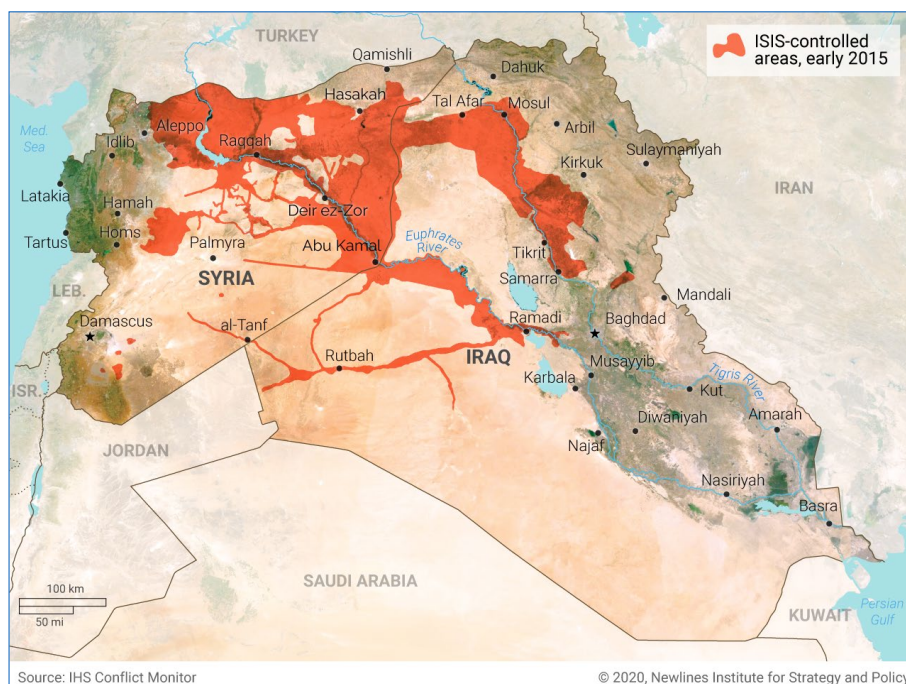 TURKEY
ISIS-controlled
areas, early 2015
Qamishli
Dahuk
Hasakah
Tal Afar
Mosul
Aleppo
Med.
Sea
Idlib
Raqqah
Arbil
Sulaymaniyah
Kirkuk
IRAN
Latakia
Hamah
Deir ez-Zor
Tartus
Homs
Palmyra
Abu Kamal
Euphrates
River
Tikrit
SYRIA
Samarra
LEB.
Mandali
Damascus
al-Tanf
Ramadi
Baghdad
IRAQ
Rutbah
Musayyib
ISR.
Karbala
Kut
Tigris River
Diwaniyah
Amarah
JORDAN
Najaf
Nasiriyah
Basra
SAUDI ARABIA
100 km
50 mi
KUWAIT
Persian
Gulf
Source: IHS Conflict Monitor
© 2020, Newlines Institute for Strategy and Policy